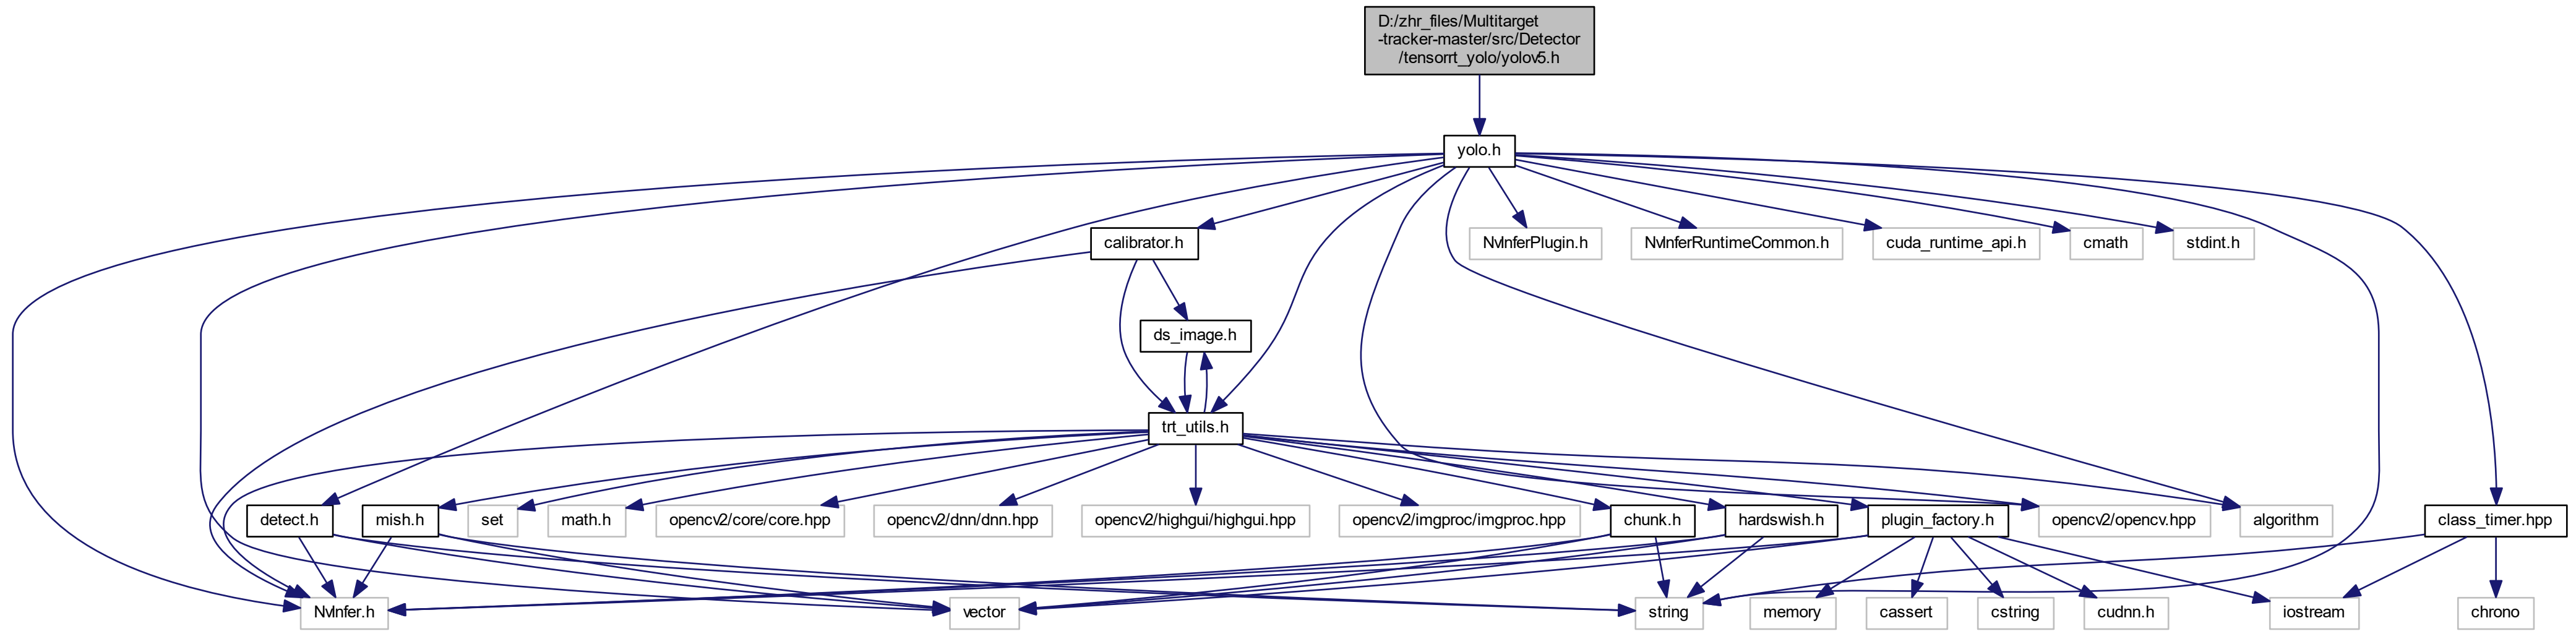 D:/zhr_files/Multitarget
-tracker-master/src/Detector
/tensorrt_yolo/yolov5.h
yolo.h
calibrator.h
NvInferPlugin.h
NvInferRuntimeCommon.h
cuda_runtime_api.h
cmath
stdint.h
ds_image.h
trt_utils.h
detect.h
mish.h
set
math.h
opencv2/core/core.hpp
opencv2/dnn/dnn.hpp
opencv2/highgui/highgui.hpp
opencv2/imgproc/imgproc.hpp
chunk.h
hardswish.h
plugin_factory.h
opencv2/opencv.hpp
algorithm
class_timer.hpp
NvInfer.h
vector
string
memory
cassert
cstring
cudnn.h
iostream
chrono